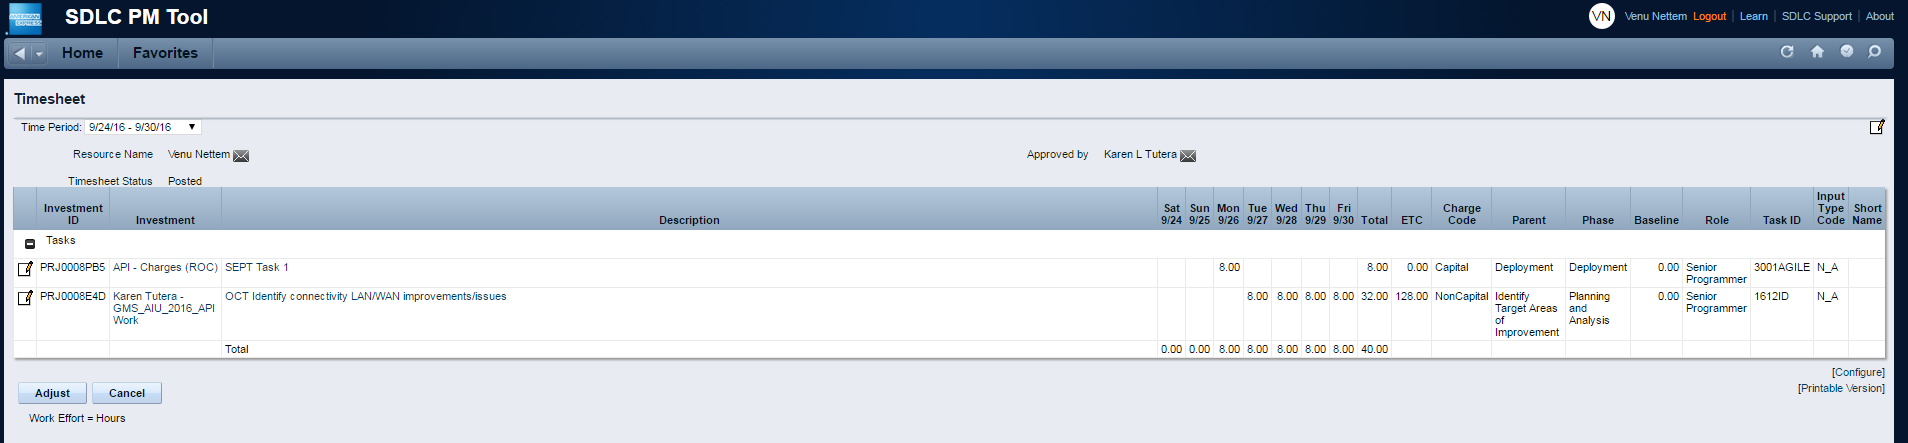 AMERICAN EXPRESS
SDLC PM Tool
VN Venu Nettem Logout Learn SDLC Support About
Home Favorites
Timesheet
Time Period: 9/24/16 - 9/30/16
Resource Name Venu Nettem Approved by Karen L Tutera
Timesheet Status Posted
Investment ID Investment Description Sat 9/24 Sun 9/25 Mon 9/26 Tue 9/27 Wed 9/28 Thu 9/29 Fri 9/30 Total ETC Charge Code Parent Phase Baseline Role Task ID Input Type Code Short Name
Tasks
PRJ0008PB5 API - Charges (ROC) SEPT Task 1 8.00 8.00 0.00 Capital Deployment Deployment 0.00 Senior Programmer 3001AGILE N_A
PRJ0008E4D Karen Tutera - GMS_AIU_2016_API Work OCT Identify connectivity LAN/WAN improvements/issues 8.00 8.00 8.00 8.00 32.00 128.00 NonCapital Identify Target Areas of Improvement Planning and Analysis 0.00 Senior Programmer 1612ID N_A
Total 0.00 0.00 8.00 8.00 8.00 8.00 8.00 40.00
[Configure]
[Printable Version]
Adjust Cancel
Work Effort = Hours